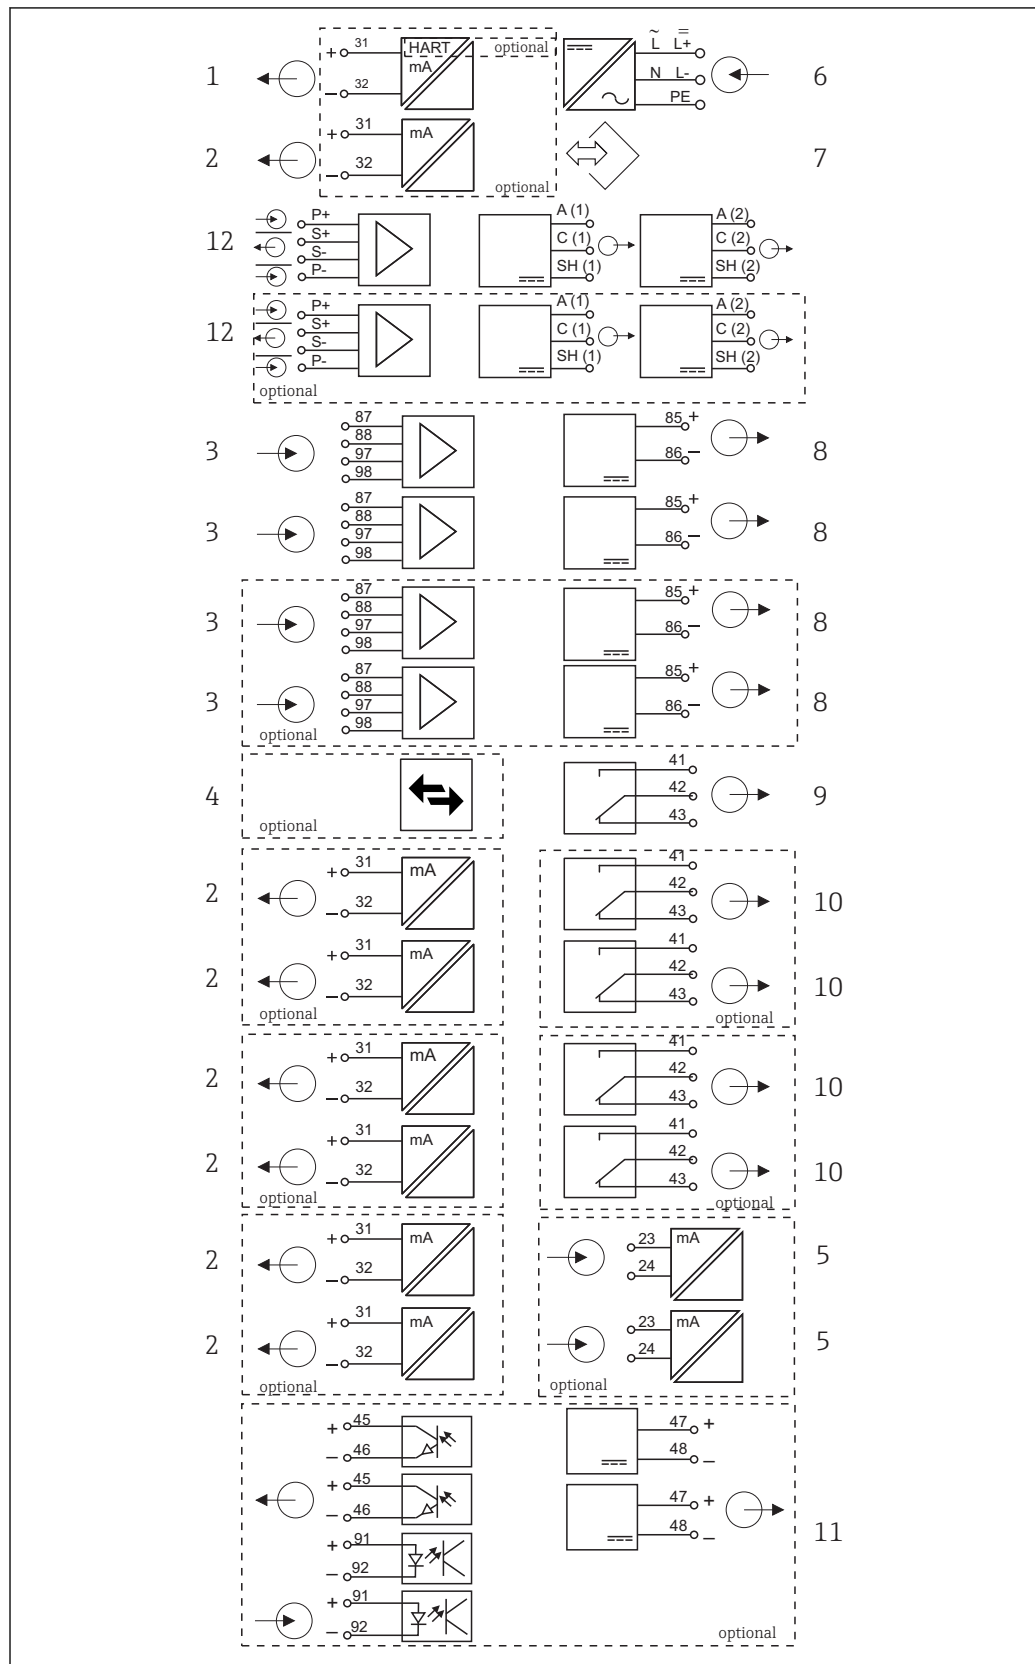 1 + 31 HART optional ~ L = L+ 6
mA N L-
− 32 PE
2 + 31 mA 7
− 32 optional
12 P+ A (1) A (2)
S+ C (1) C (2)
S- SH (1) SH (2)
P-
12 P+ A (1) A (2)
S+ C (1) C (2)
S- SH (1) SH (2)
P-
optional
3 87 85 + 8
88
97 86 −
98
3 87 85 + 8
88
97 86 −
98
3 87 85 + 8
88
97 86 −
98
3 87 85 + 8
88
97 86 −
98
optional
4 41 9
42
optional 43
2 + 31 mA 41 10
42
− 32 43
2 + 31 mA 41 10
42
− 32 43
optional optional
2 + 31 mA 41 10
42
− 32 43
2 + 31 mA 41 10
42
− 32 43
optional optional
2 + 31 mA 23 mA 5
− 32 24
2 + 31 mA 23 mA 5
− 32 24
optional optional
+ 45 47 +
− 46 48 −
+ 45 47 +
− 46 48 − 11
+ 91
− 92
+ 91
− 92 optional